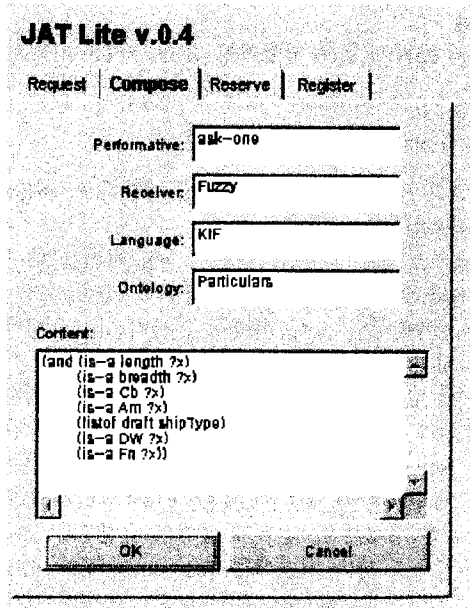 JAT Lite v.0.4
Request Compose Reserve Register
Performative: ask-one
Receiver: Fuzzy
Language: KIF
Ontology: Particulars
Content:
(and (is-a length ?x)
(is-a breadth ?x)
(is-a Cb ?x)
(is-a Am ?x)
(listof draft shipType)
(is-a DW ?x)
(is-a Fn ?x))
OK Cancel